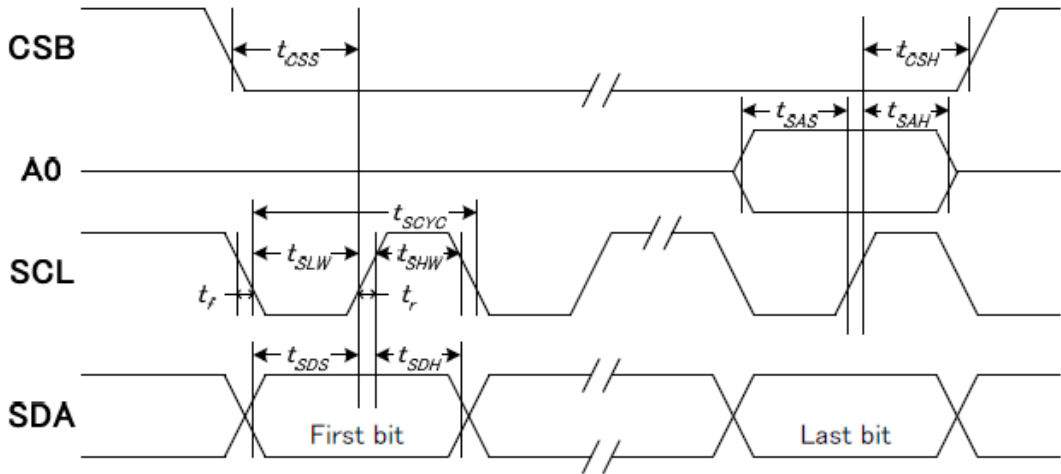 CSB
tCSS
tCSH
A0
tSAS
tSAH
SCL
tSCYC
tSLW
tSHW
tf
tr
SDA
tSDS
tSDH
First bit
Last bit